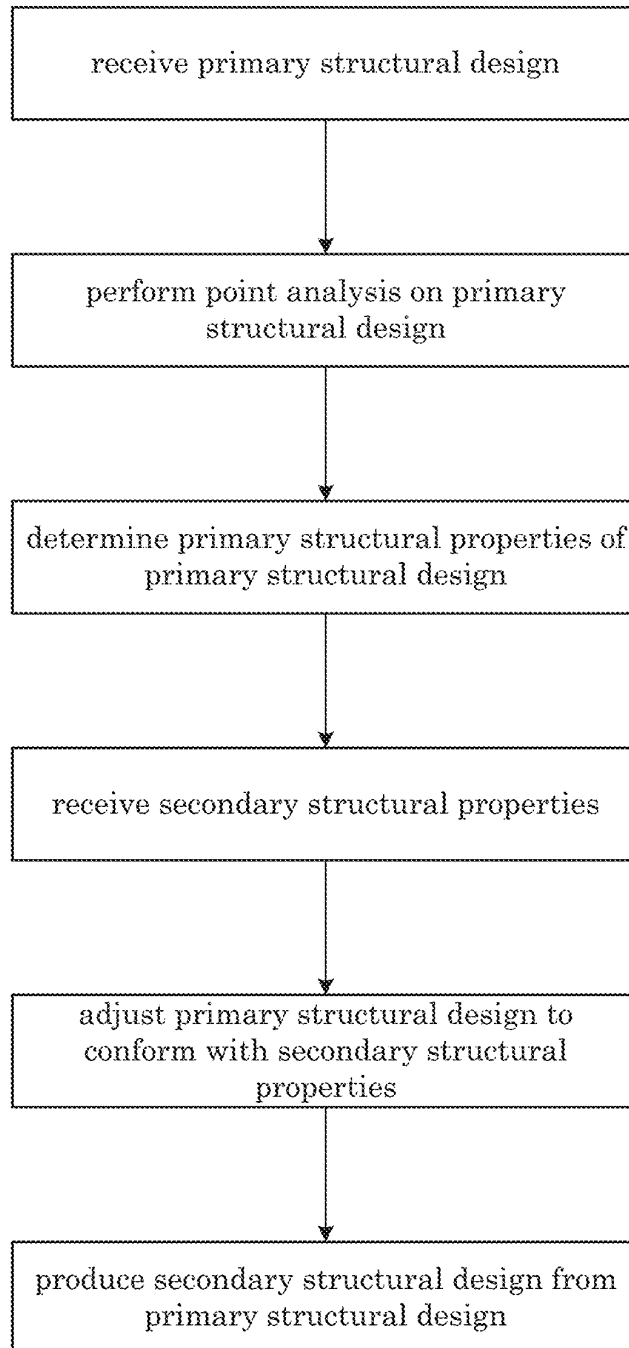 receive primary structural design
perform point analysis on primary
structural design
determine primary structural properties of
primary structural design
receive secondary structural properties
adjust primary structural design to
conform with secondary structural
properties
produce secondary structural design from
primary structural design